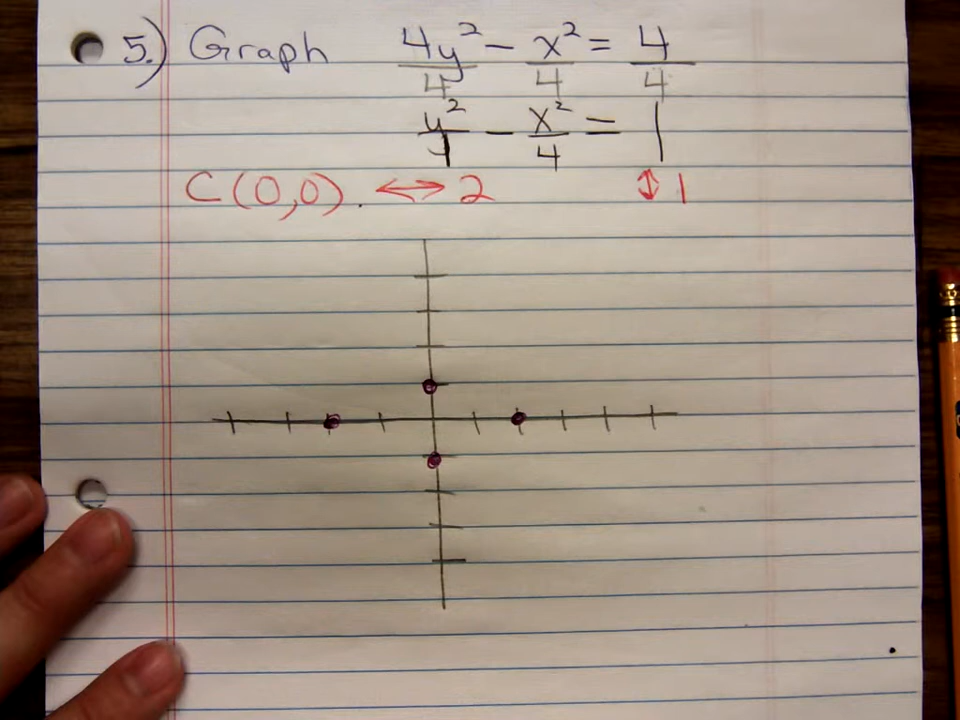 5.) Graph 4y² - x² = 4
4 4 4
y²/1 - x²/4 = 1
C(0,0). ↔ 2 ↕ 1